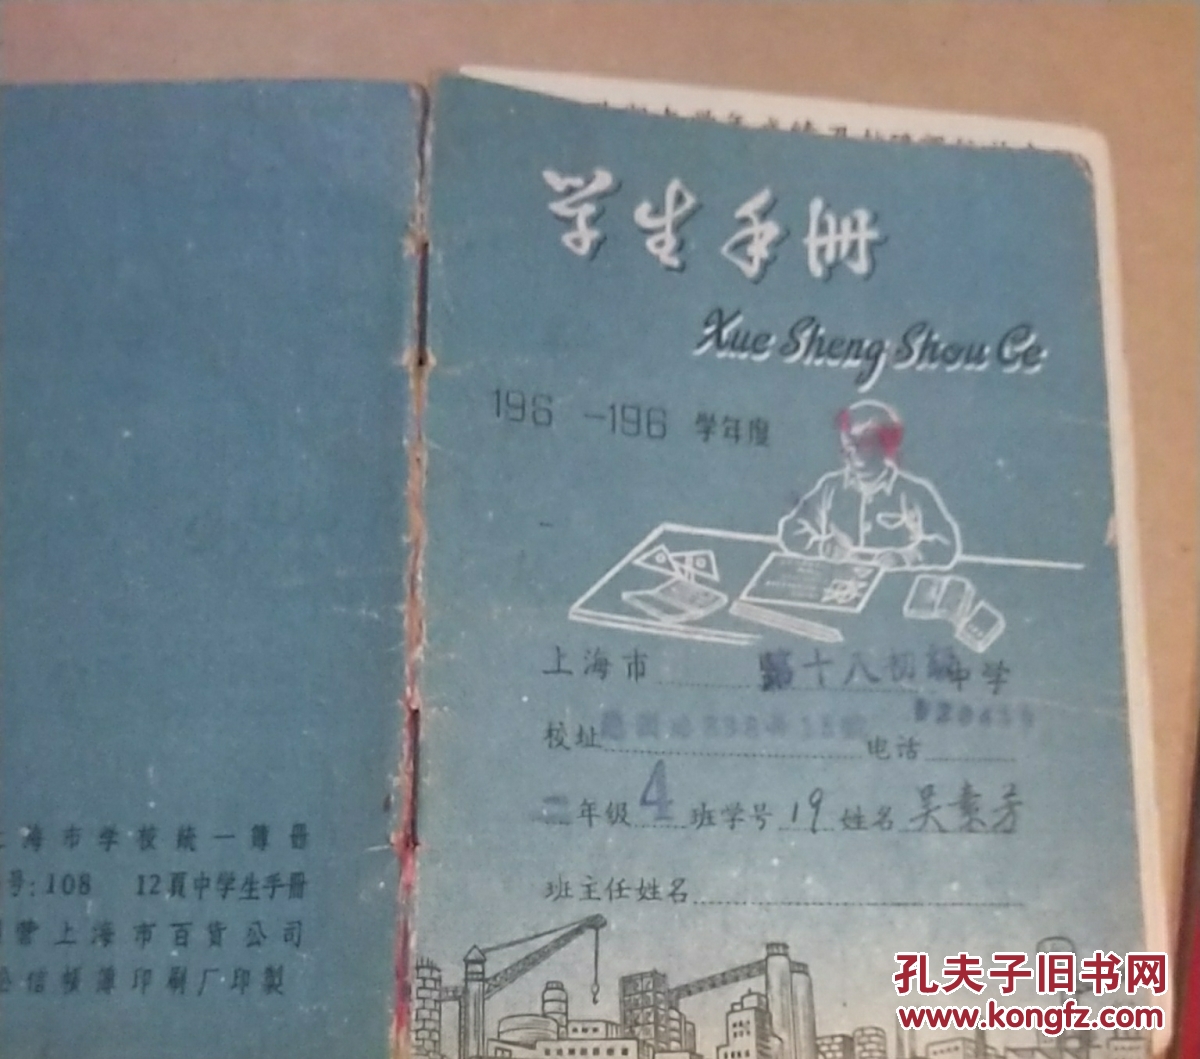 学生手册
Xue Sheng Shou Ce
196 -196 学年度
上海市 第十八初级中学
校址 电话
二年级 4 班学号 19 姓名 吴素芳
班主任姓名
海市学校統一簿册
号:108 12頁中学生手册
营上海市百貨公司
信帳簿印刷厂印製
孔夫子旧书网
www.kongfz.com